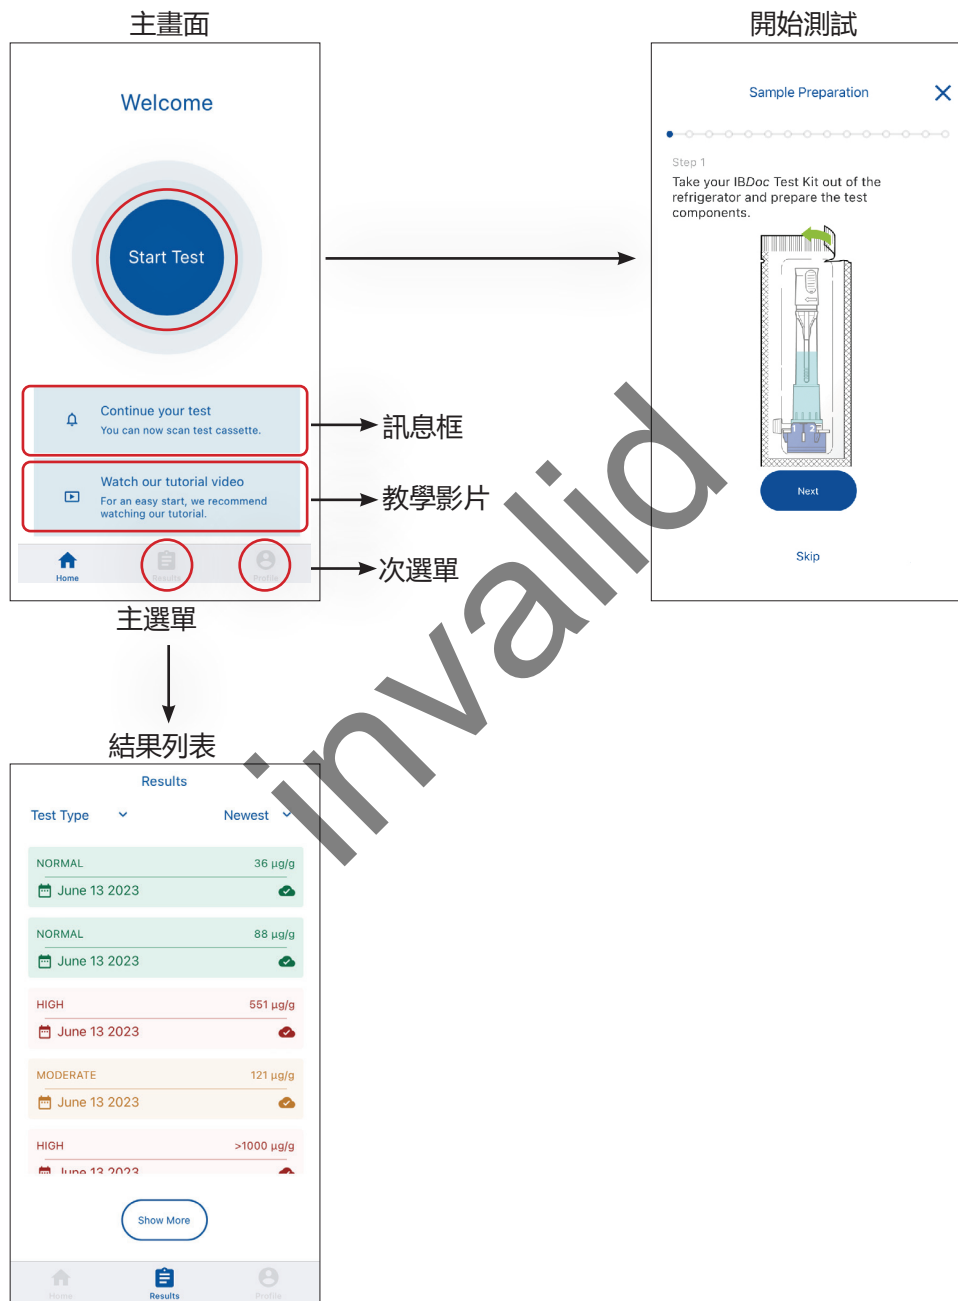 主畫面
Welcome
Start Test
Continue your test
You can now scan test cassette.
Watch our tutorial video
For an easy start, we recommend
watching our tutorial.
Home
Results
Profile
主選單
訊息框
教學影片
次選單
開始測試
Sample Preparation
Step 1
Take your IBDoc Test Kit out of the
refrigerator and prepare the test
components.
1 2
Next
Skip
invalid
結果列表
Results
Test Type
Newest
NORMAL 36 µg/g
June 13 2023
NORMAL 88 µg/g
June 13 2023
HIGH 551 µg/g
June 13 2023
MODERATE 121 µg/g
June 13 2023
HIGH >1000 µg/g
June 13 2023
Show More
Home
Results
Profile